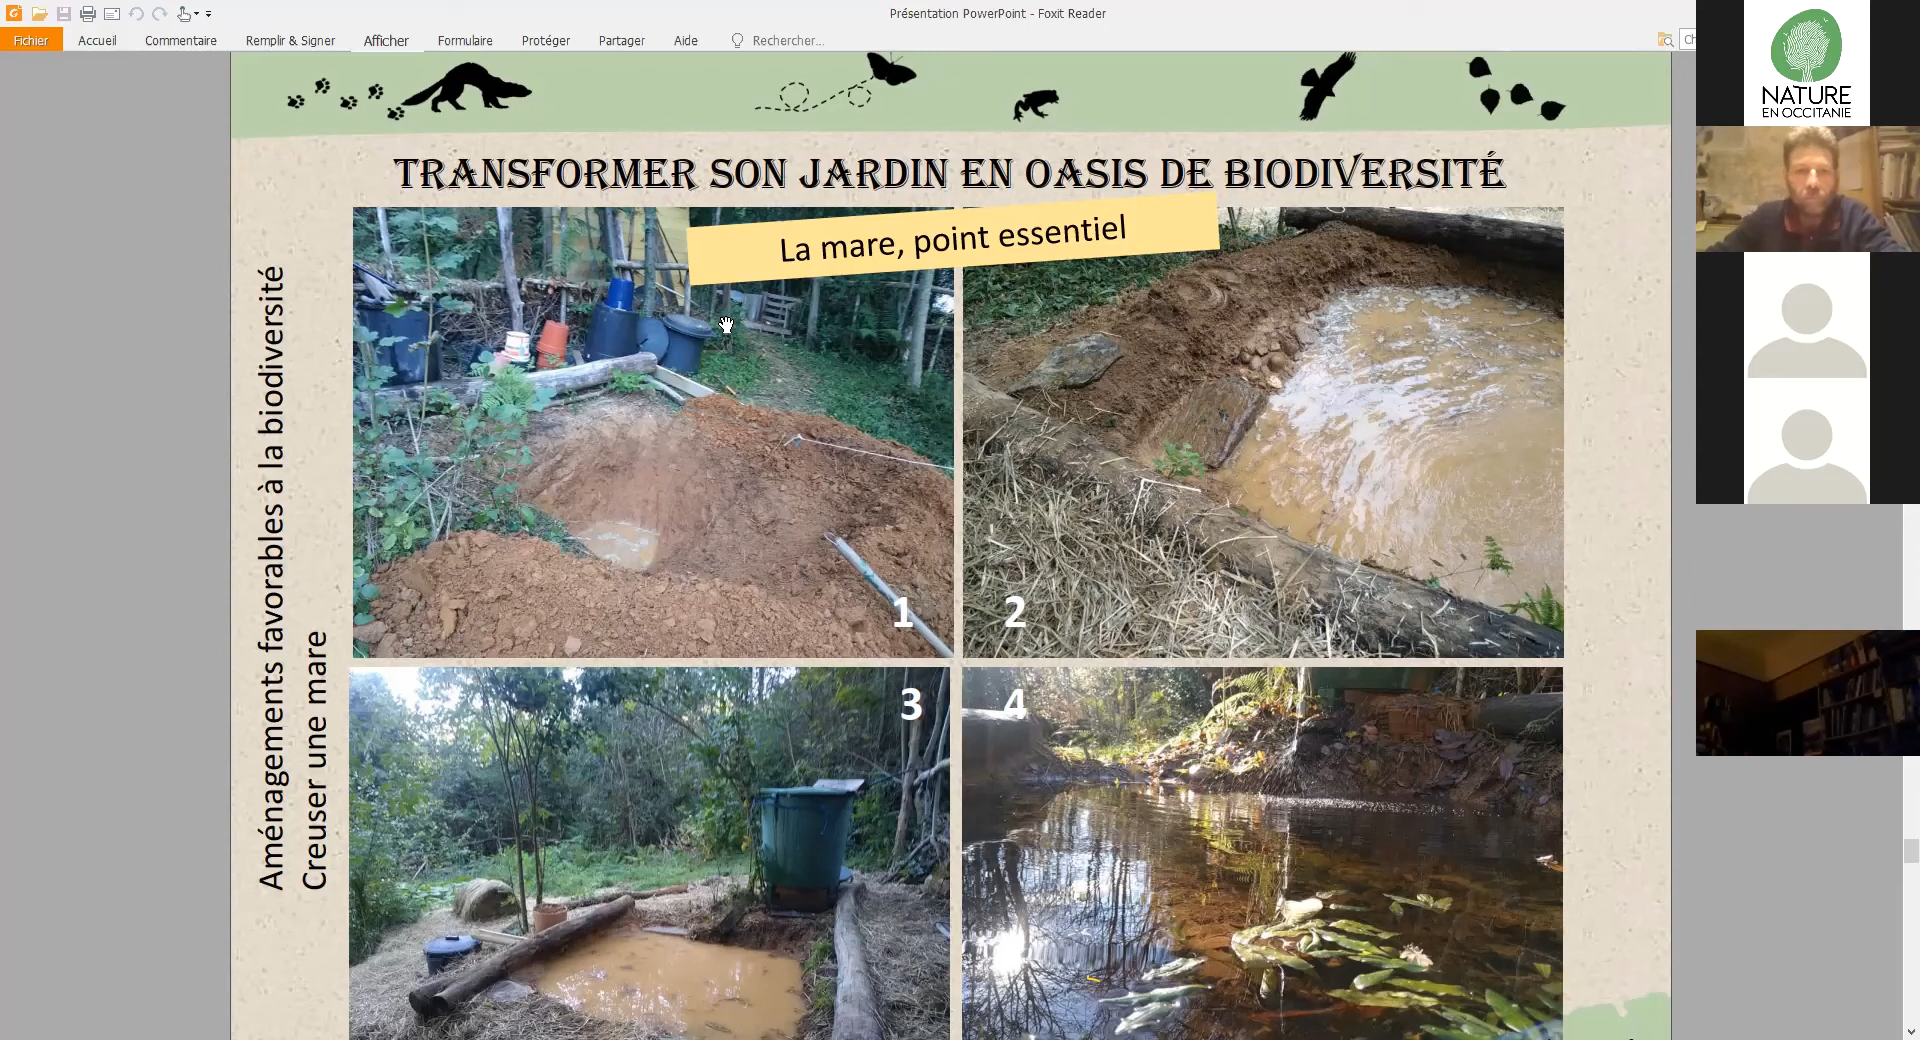 Présentation PowerPoint - Foxit Reader
Fichier Accueil Commentaire Remplir & Signer Afficher Formulaire Protéger Partager Aide Rechercher...
Ch
NATURE
EN OCCITANIE
TRANSFORMER SON JARDIN EN OASIS DE BIODIVERSITÉ
La mare, point essentiel
Aménagements favorables à la biodiversité
Creuser une mare
1
2
3
4